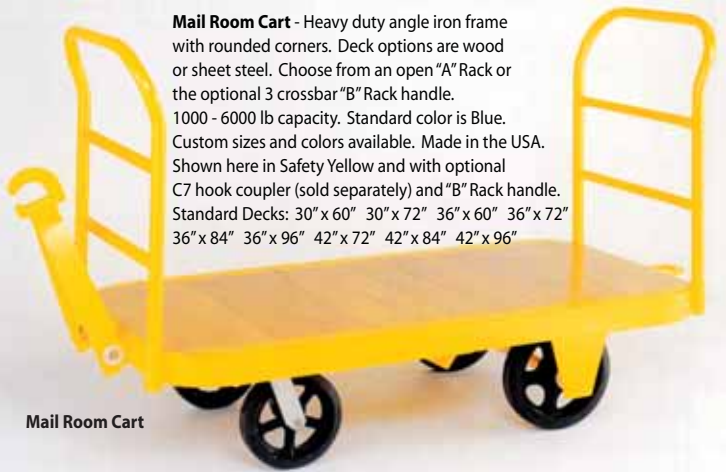 Mail Room Cart - Heavy duty angle iron frame
with rounded corners. Deck options are wood
or sheet steel. Choose from an open “A” Rack or
the optional 3 crossbar “B” Rack handle.
1000 - 6000 lb capacity. Standard color is Blue.
Custom sizes and colors available. Made in the USA.
Shown here in Safety Yellow and with optional
C7 hook coupler (sold separately) and “B” Rack handle.
Standard Decks: 30” x 60” 30” x 72” 36” x 60” 36” x 72”
36” x 84” 36” x 96” 42” x 72” 42” x 84” 42” x 96”
Mail Room Cart